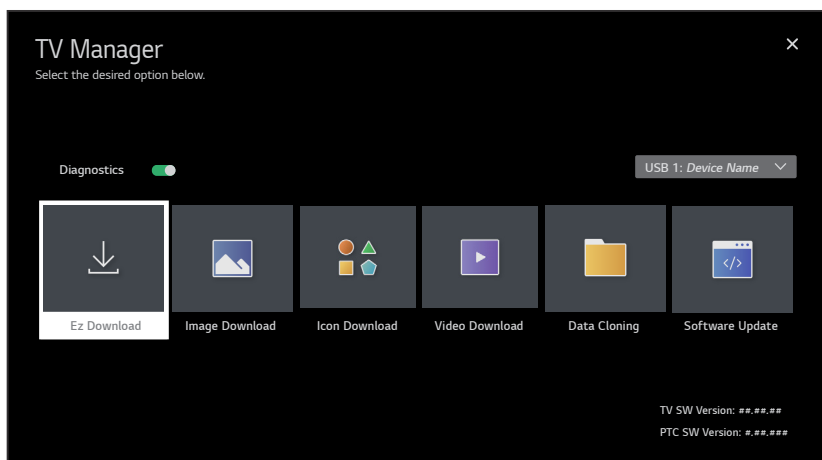 TV Manager
Select the desired option below.
Diagnostics
USB 1: Device Name
Ez Download
Image Download
Icon Download
Video Download
Data Cloning
Software Update
</>
TV SW Version: ##.##.##
PTC SW Version: #.##.###